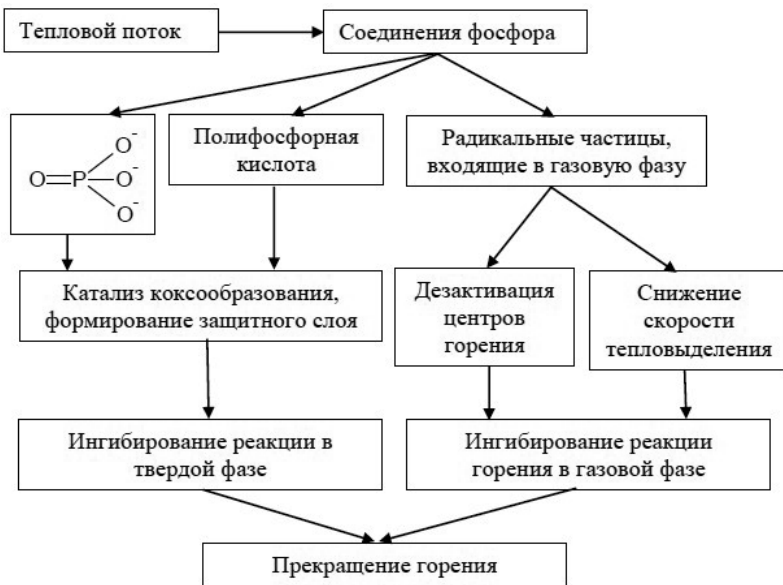 Тепловой поток
Соединения фосфора
O=P
O-
O-
O-
Полифосфорная
кислота
Радикальные частицы,
входящие в газовую фазу
Катализ коксообразования,
формирование защитного слоя
Дезактивация
центров
горения
Снижение
скорости
тепловыделения
Ингибирование реакции в
твердой фазе
Ингибирование реакции
горения в газовой фазе
Прекращение горения